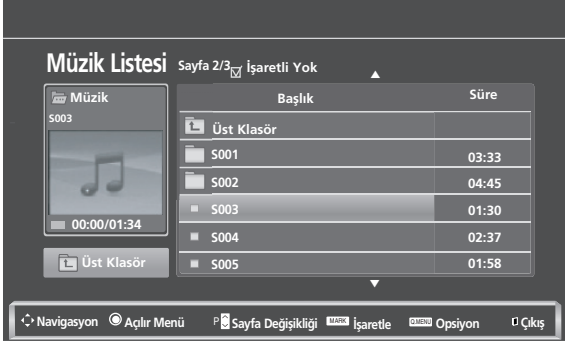 Müzik Listesi Sayfa 2/3 İşaretli Yok
Müzik
S003
00:00/01:34
Üst Klasör
Başlık Süre
Üst Klasör
S001 03:33
S002 04:45
S003 01:30
S004 02:37
S005 01:58
Navigasyon Açılır Menü P Sayfa Değişikliği MARK İşaretle Q.MENU Opsiyon Çıkış